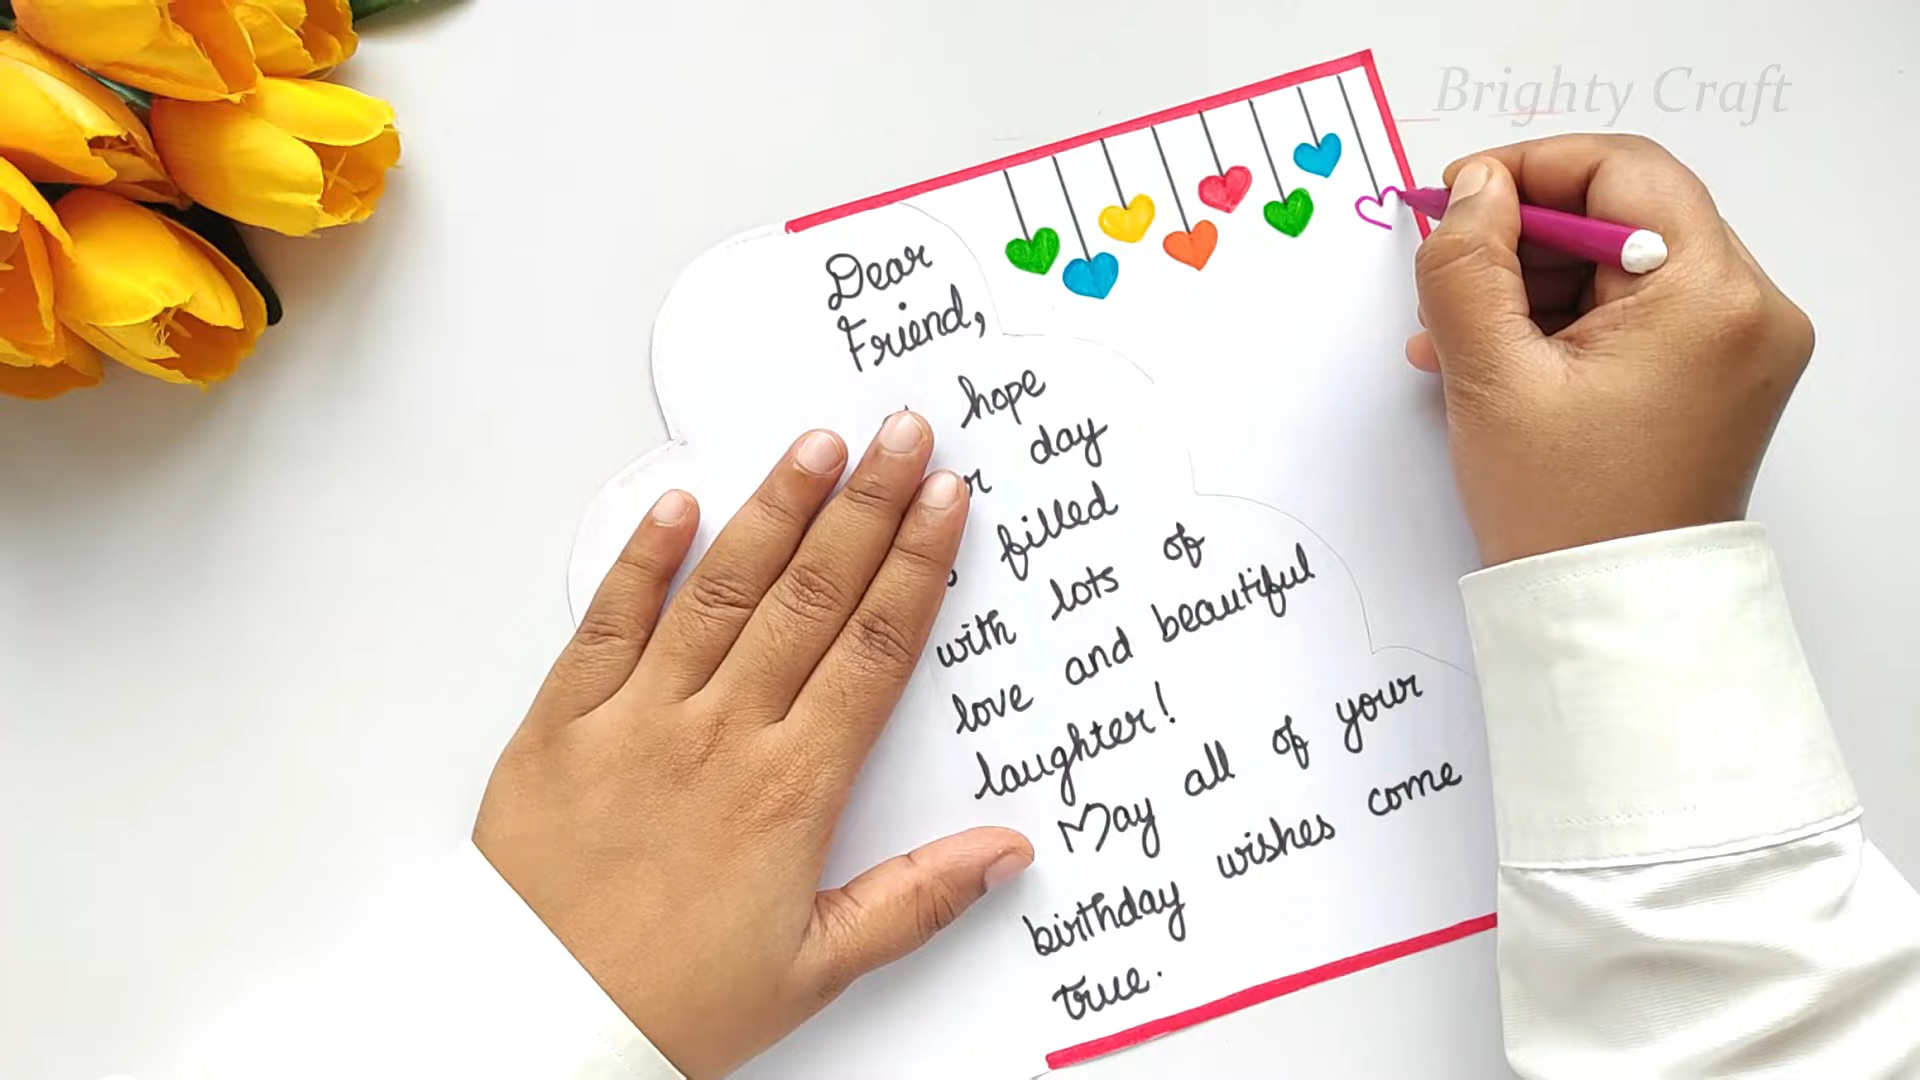 Brighty Craft
Dear
Friend,
hope
day
filled
with lots of
love and beautiful
laughter!
May all of your
birthday wishes come
true.